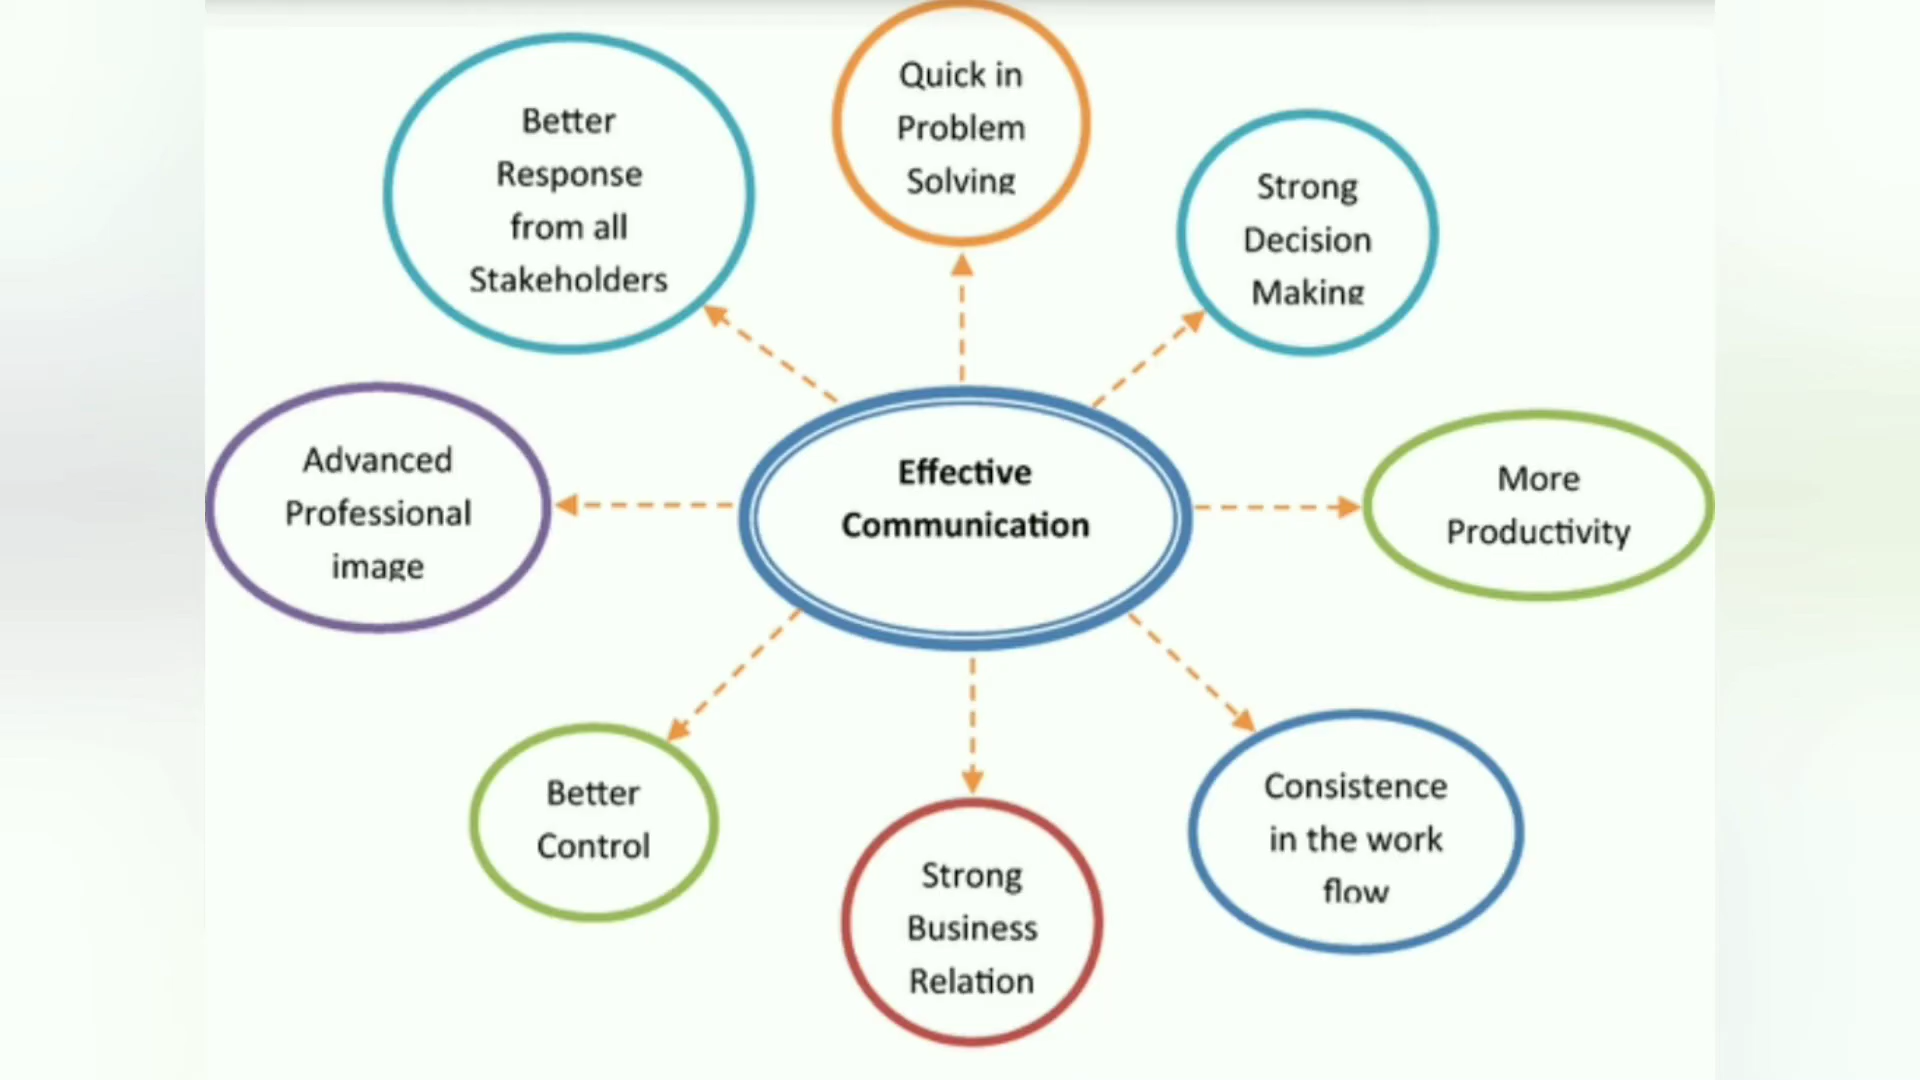 Quick in
Problem
Solving
Better
Response
from all
Stakeholders
Strong
Decision
Making
Advanced
Professional
image
Effective
Communication
More
Productivity
Better
Control
Strong
Business
Relation
Consistence
in the work
flow